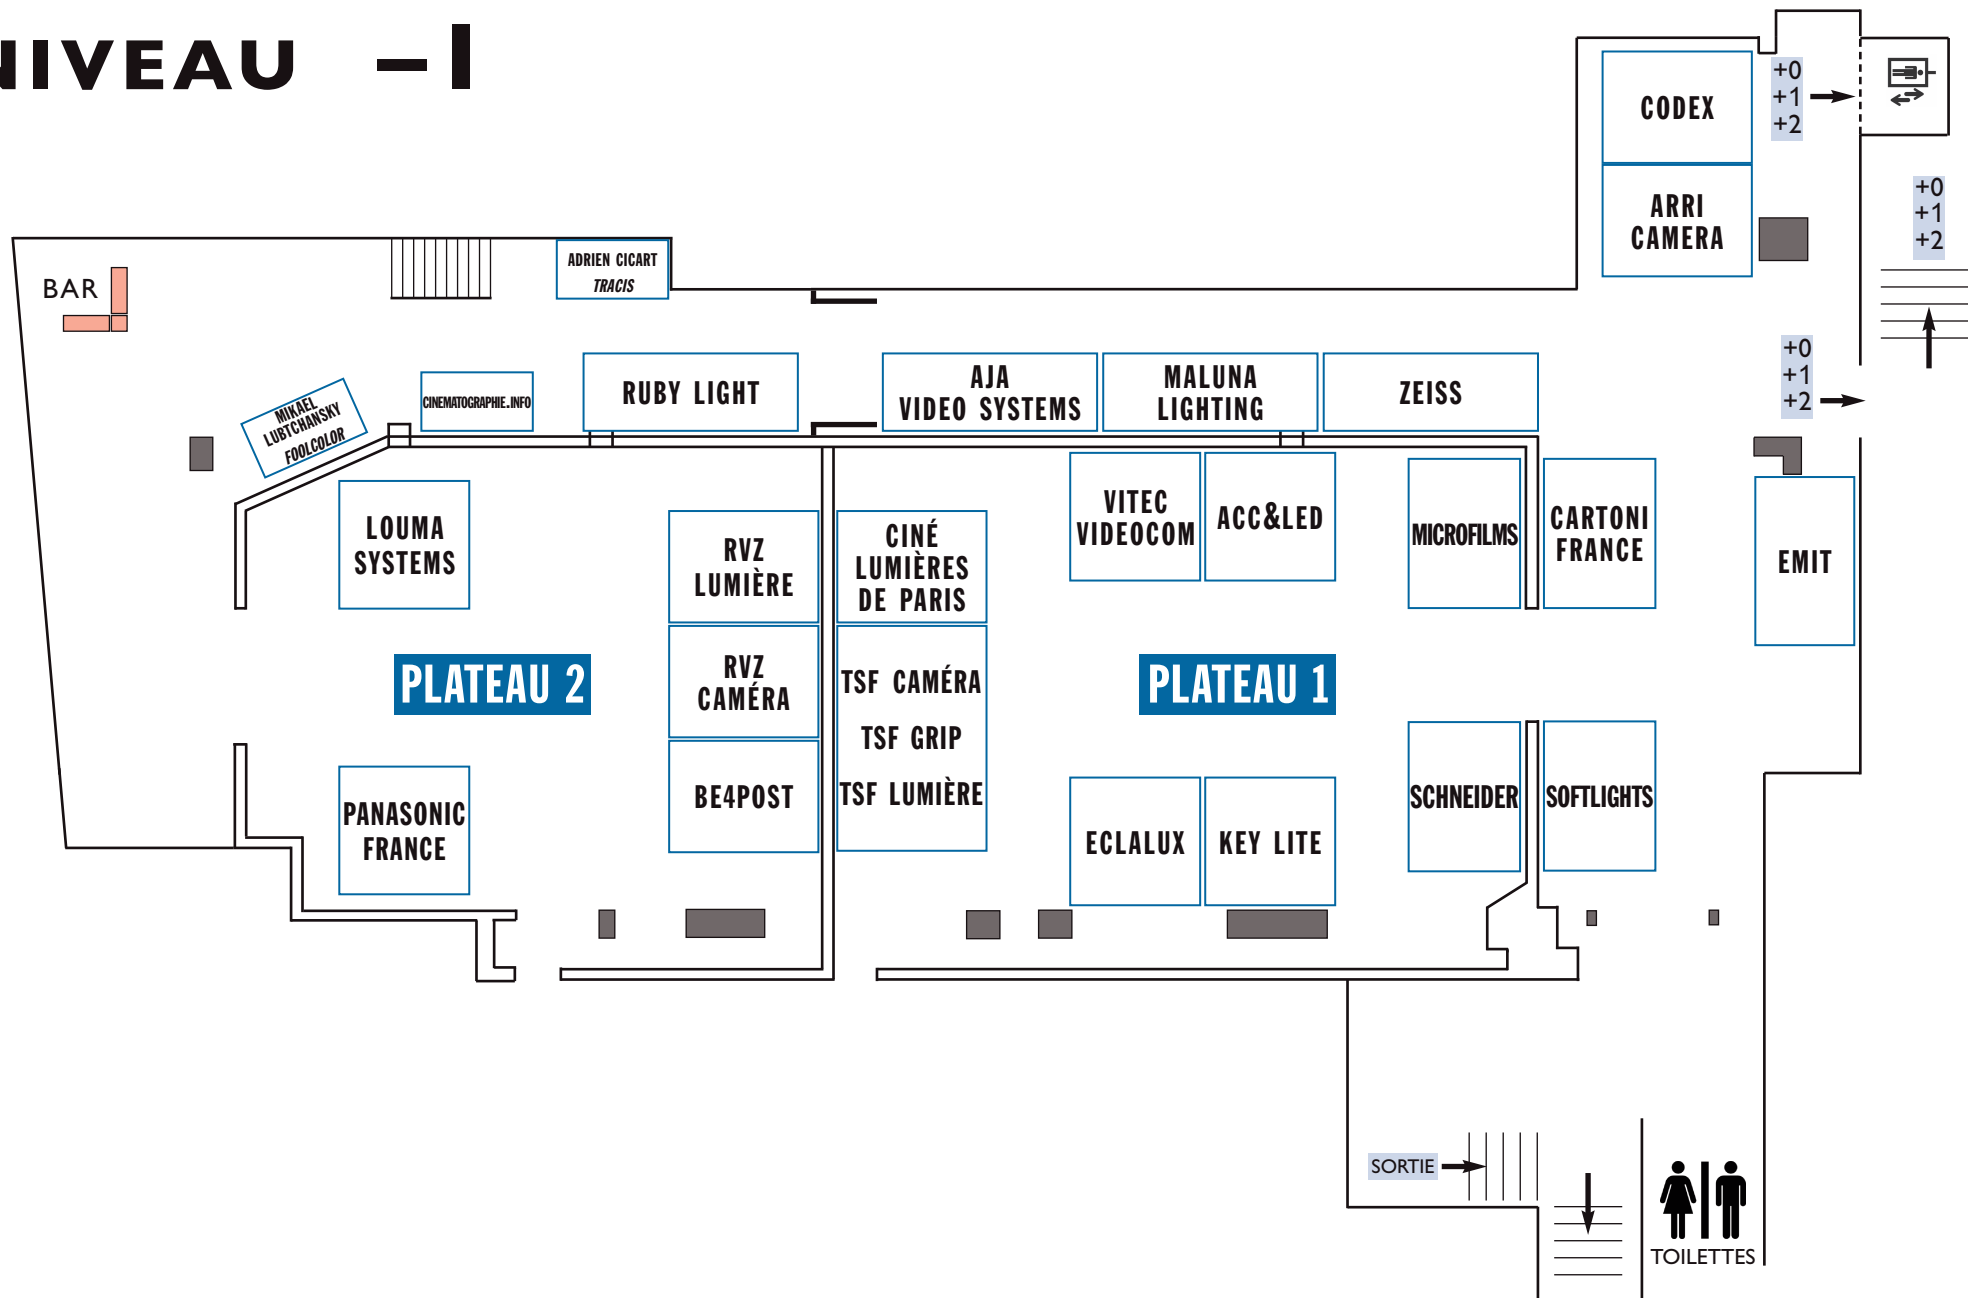 NIVEAU -1
CODEX
+0
+1
+2
ARRI
CAMERA
+0
+1
+2
BAR
ADRIEN CICART
TRACIS
MIKAEL
LUBTCHANSKY
FOOLCOLOR
CINEMATOGRAPHIE.INFO
RUBY LIGHT
AJA
VIDEO SYSTEMS
MALUNA
LIGHTING
ZEISS
+0
+1
+2
LOUMA
SYSTEMS
RVZ
LUMIÈRE
CINÉ
LUMIÈRES
DE PARIS
VITEC
VIDEOCOM
ACC&LED
MICROFILMS
CARTONI
FRANCE
EMIT
PLATEAU 2
RVZ
CAMÉRA
TSF CAMÉRA
TSF GRIP
TSF LUMIÈRE
PLATEAU 1
PANASONIC
FRANCE
BE4POST
ECLALUX
KEY LITE
SCHNEIDER
SOFTLIGHTS
SORTIE
TOILETTES